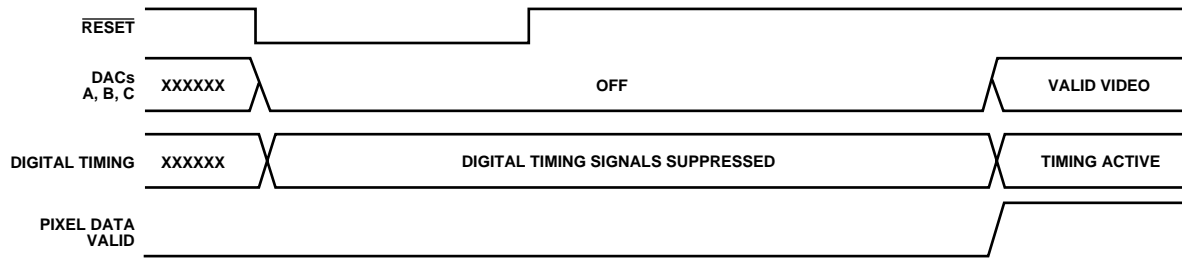 RESET
DACs
A, B, C
XXXXXX
OFF
VALID VIDEO
DIGITAL TIMING
XXXXXX
DIGITAL TIMING SIGNALS SUPPRESSED
TIMING ACTIVE
PIXEL DATA
VALID